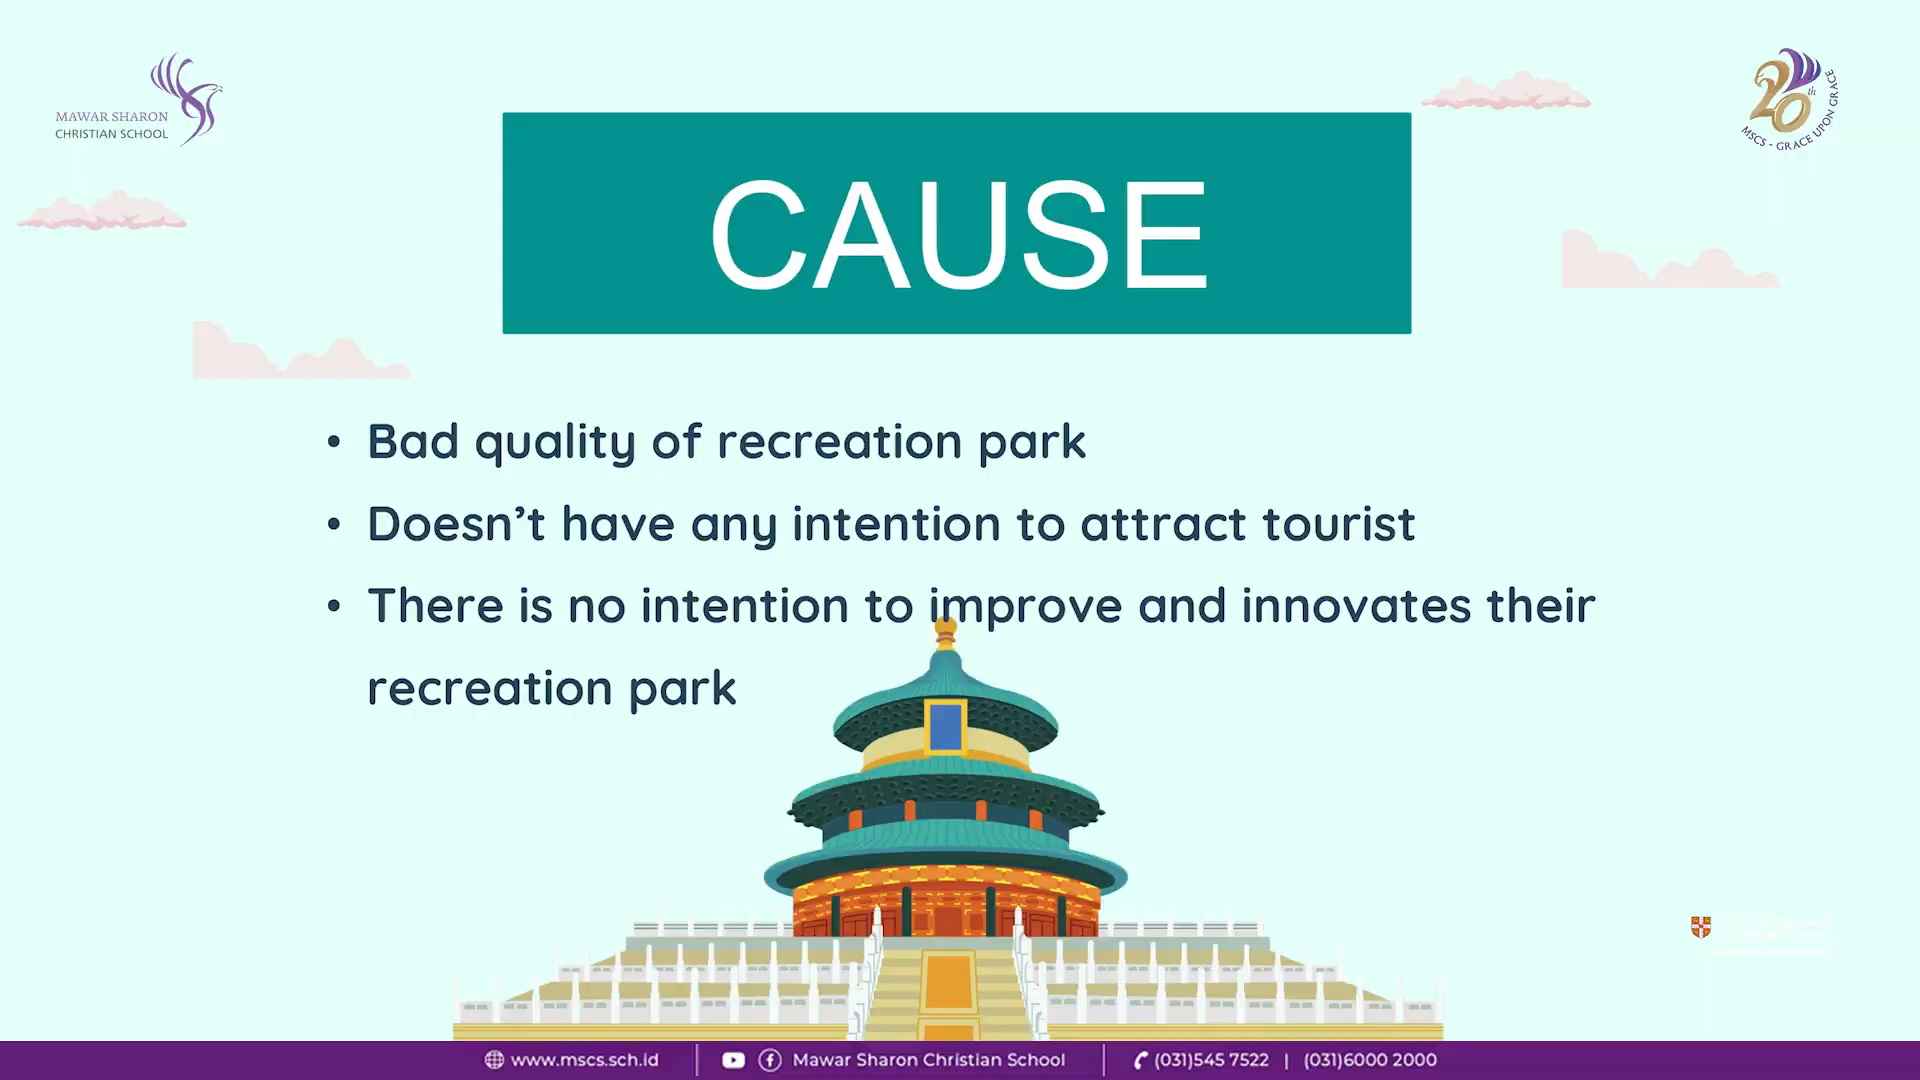 MAWAR SHARON
CHRISTIAN SCHOOL
20th
MSCS - GRACE UPON GRACE
CAUSE
• Bad quality of recreation park
• Doesn’t have any intention to attract tourist
• There is no intention to improve and innovates their
recreation park
www.mscs.sch.id | Mawar Sharon Christian School | (031)545 7522 | (031)6000 2000